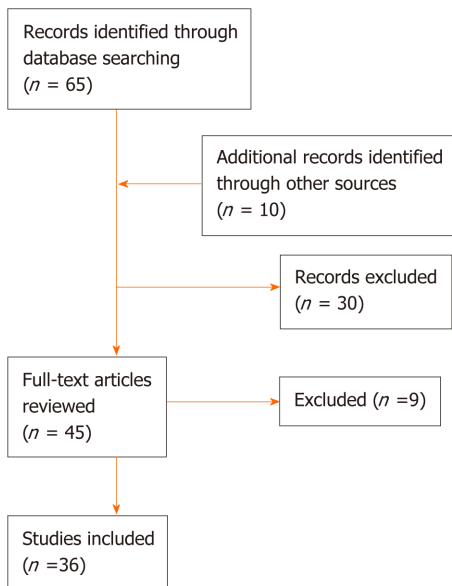 Records identified through
database searching
(n = 65)
Additional records identified
through other sources
(n = 10)
Records excluded
(n = 30)
Full-text articles
reviewed
(n = 45)
Excluded (n =9)
Studies included
(n =36)